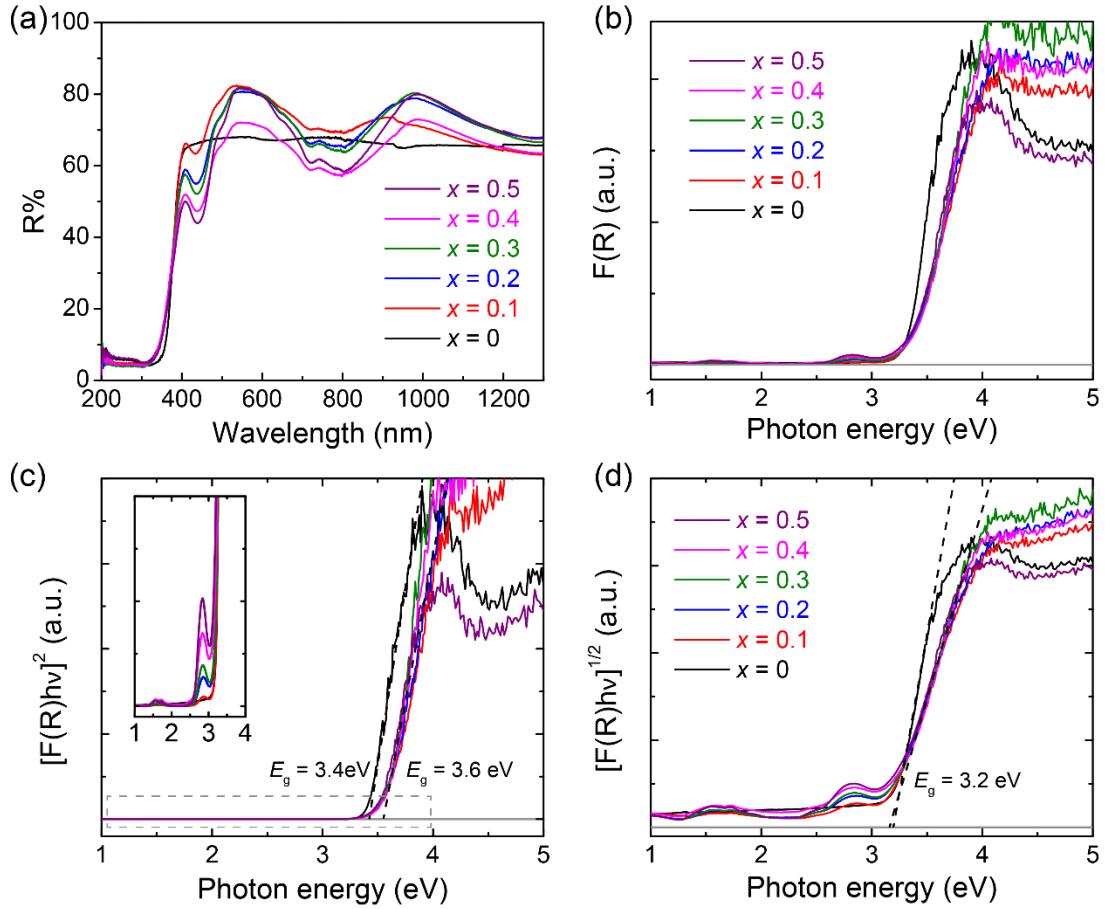 (a)
R%
100
80
60
40
20
0
x = 0.5
x = 0.4
x = 0.3
x = 0.2
x = 0.1
x = 0
200 400 600 800 1000 1200
Wavelength (nm)
(b)
F(R) (a.u.)
x = 0.5
x = 0.4
x = 0.3
x = 0.2
x = 0.1
x = 0
1 2 3 4 5
Photon energy (eV)
(c)
[F(R)hν]² (a.u.)
1 2 3 4
E_g = 3.4eV
E_g = 3.6 eV
1 2 3 4 5
Photon energy (eV)
(d)
[F(R)hν]^1/2 (a.u.)
x = 0.5
x = 0.4
x = 0.3
x = 0.2
x = 0.1
x = 0
E_g = 3.2 eV
1 2 3 4 5
Photon energy (eV)